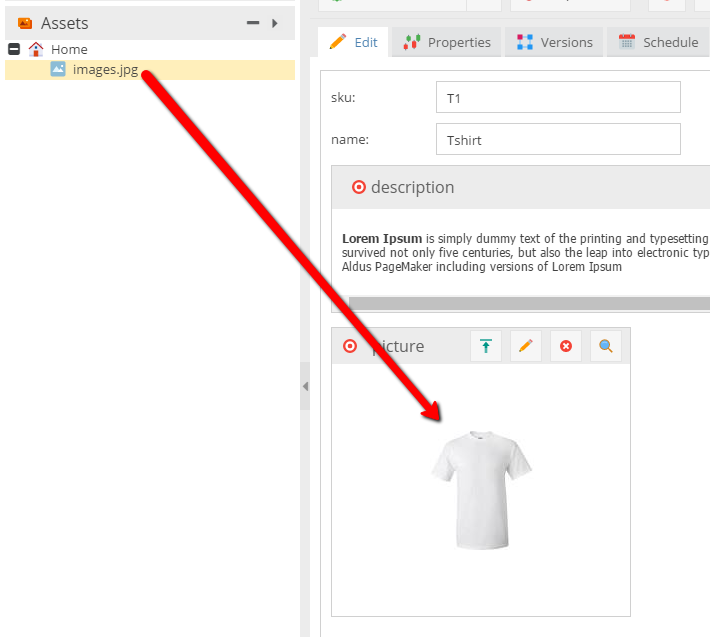 Assets
Home
images.jpg
Edit
Properties
Versions
Schedule
sku:
T1
name:
Tshirt
description
Lorem Ipsum is simply dummy text of the printing and typesetting
survived not only five centuries, but also the leap into electronic typ
Aldus PageMaker including versions of Lorem Ipsum
picture